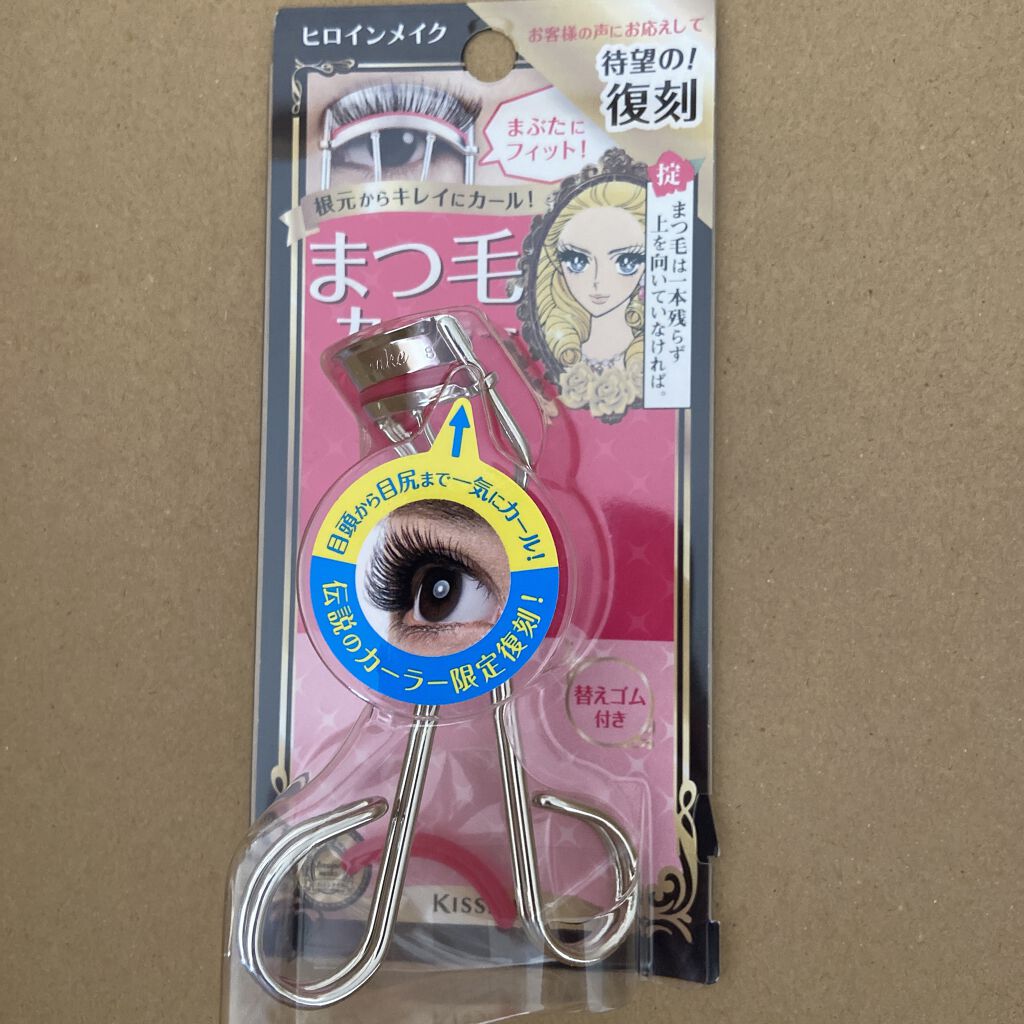 ヒロインメイク
お客様の声にお応えして
待望の!
復刻
まぶたに
フィット!
根元からキレイにカール!
掟
まつ毛は一本残らず
上を向いていなければ。
まつ毛
目頭から目尻まで一気にカール!
伝説のカーラー限定復刻!
替えゴム
付き
KISS